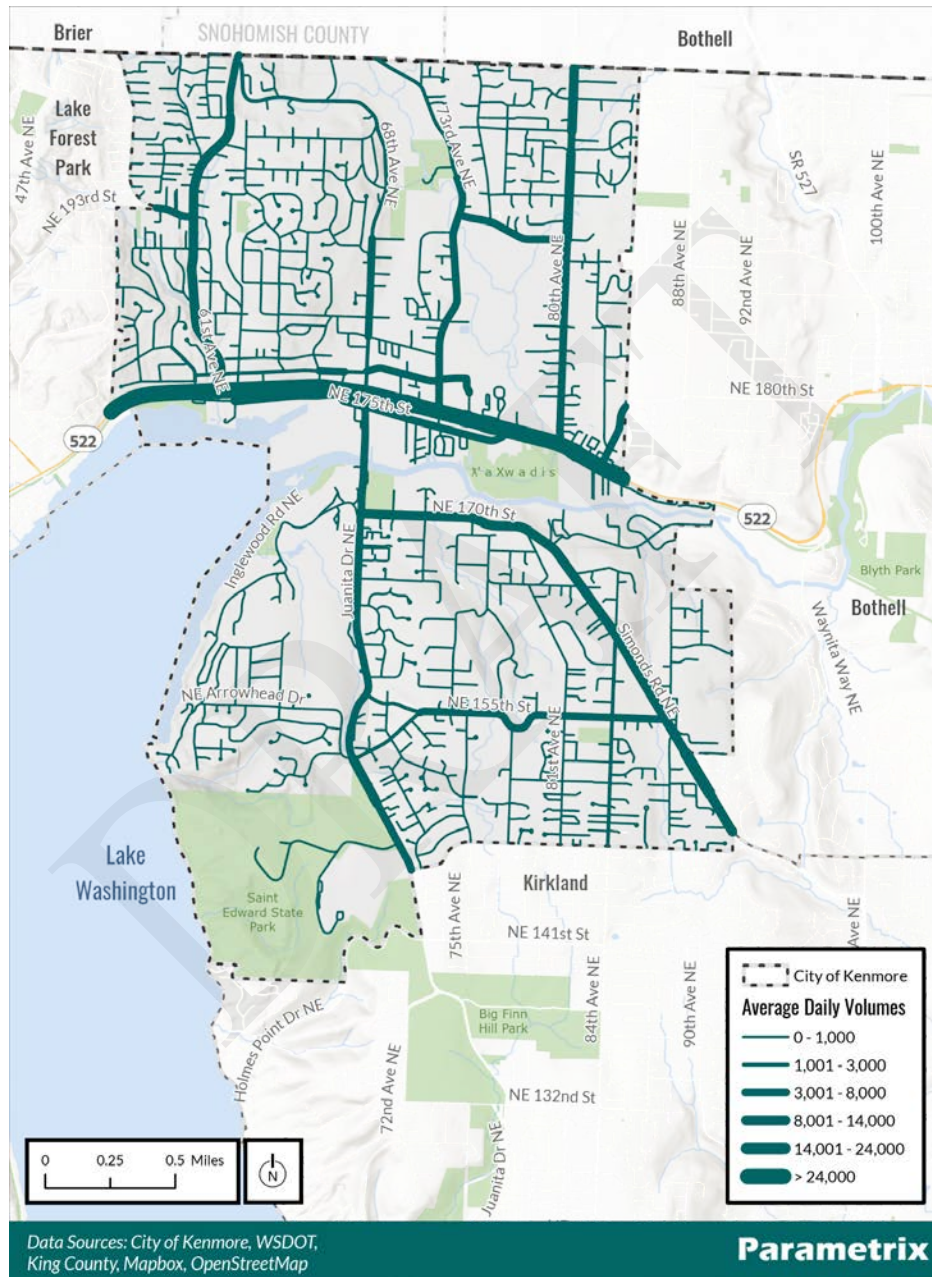 Brier
SNOHOMISH COUNTY
Bothell
Lake
Forest
Park
47th Ave NE
NE 193rd St
68th Ave NE
73rd Ave NE
SR 527
100th Ave NE
88th Ave NE
92nd Ave NE
80th Ave NE
61st Ave NE
NE 180th St
NE 175th St
522
ƛ' a Xwadis
522
NE 170th St
Inglewood Rd NE
Juanita Dr NE
Blyth Park
Bothell
Simonds Rd NE
Waynita Way NE
NE Arrowhead Dr
NE 155th St
81st Ave NE
DRAFT
Lake
Washington
Kirkland
Saint
Edward State
Park
75th Ave NE
NE 141st St
84th Ave NE
90th Ave NE
Ave NE
Big Finn
Hill Park
Holmes Point Dr NE
72nd Ave NE
NE 132nd St
Juanita Dr NE
City of Kenmore
Average Daily Volumes
0 - 1,000
1,001 - 3,000
3,001 - 8,000
8,001 - 14,000
14,001 - 24,000
> 24,000
0 0.25 0.5 Miles
N
Data Sources: City of Kenmore, WSDOT,
King County, Mapbox, OpenStreetMap
Parametrix